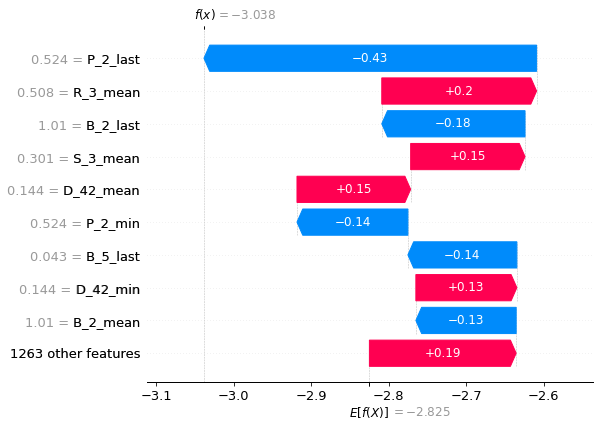 f(x) = −3.038
0.524 = P_2_last
−0.43
0.508 = R_3_mean
+0.2
1.01 = B_2_last
−0.18
0.301 = S_3_mean
+0.15
0.144 = D_42_mean
+0.15
0.524 = P_2_min
−0.14
0.043 = B_5_last
−0.14
0.144 = D_42_min
+0.13
1.01 = B_2_mean
−0.13
1263 other features
+0.19
−3.1 −3.0 −2.9 −2.8 −2.7 −2.6
E[f(X)] = −2.825